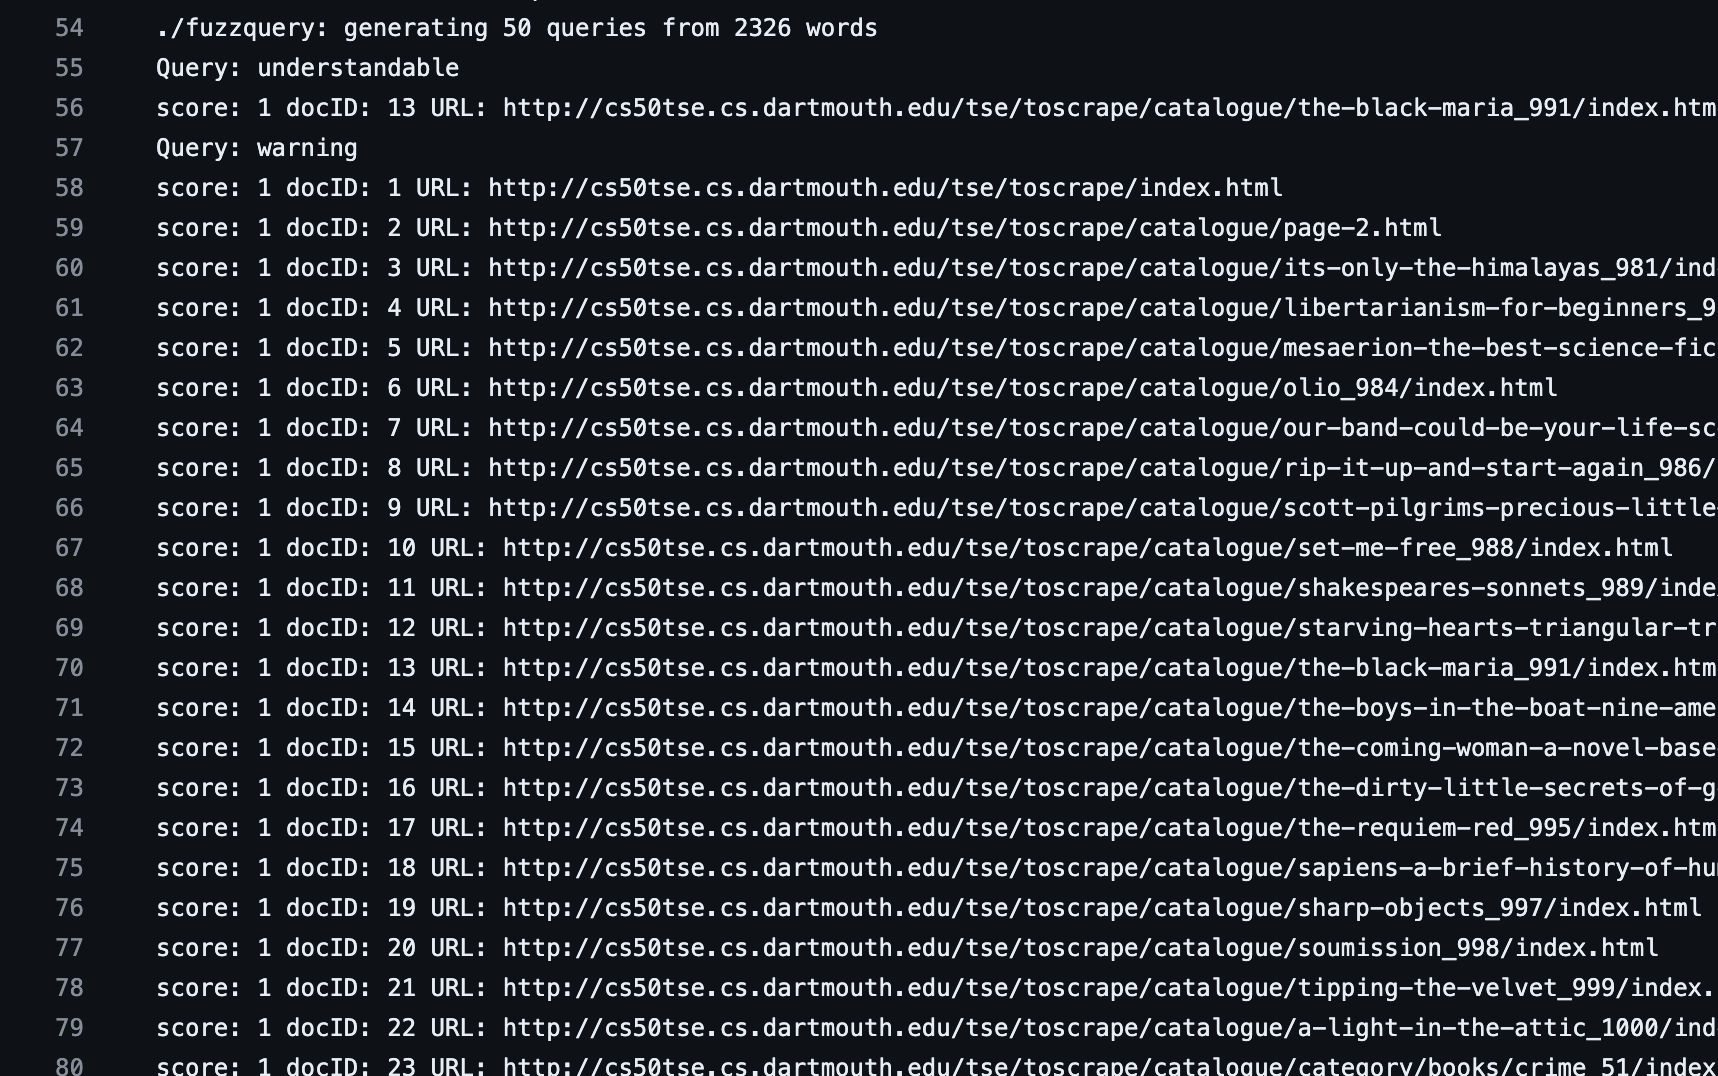 54 ./fuzzquery: generating 50 queries from 2326 words
55 Query: understandable
56 score: 1 docID: 13 URL: http://cs50tse.cs.dartmouth.edu/tse/toscrape/catalogue/the-black-maria_991/index.htm
57 Query: warning
58 score: 1 docID: 1 URL: http://cs50tse.cs.dartmouth.edu/tse/toscrape/index.html
59 score: 1 docID: 2 URL: http://cs50tse.cs.dartmouth.edu/tse/toscrape/catalogue/page-2.html
60 score: 1 docID: 3 URL: http://cs50tse.cs.dartmouth.edu/tse/toscrape/catalogue/its-only-the-himalayas_981/ind
61 score: 1 docID: 4 URL: http://cs50tse.cs.dartmouth.edu/tse/toscrape/catalogue/libertarianism-for-beginners_9
62 score: 1 docID: 5 URL: http://cs50tse.cs.dartmouth.edu/tse/toscrape/catalogue/mesaerion-the-best-science-fic
63 score: 1 docID: 6 URL: http://cs50tse.cs.dartmouth.edu/tse/toscrape/catalogue/olio_984/index.html
64 score: 1 docID: 7 URL: http://cs50tse.cs.dartmouth.edu/tse/toscrape/catalogue/our-band-could-be-your-life-sc
65 score: 1 docID: 8 URL: http://cs50tse.cs.dartmouth.edu/tse/toscrape/catalogue/rip-it-up-and-start-again_986/
66 score: 1 docID: 9 URL: http://cs50tse.cs.dartmouth.edu/tse/toscrape/catalogue/scott-pilgrims-precious-little-
67 score: 1 docID: 10 URL: http://cs50tse.cs.dartmouth.edu/tse/toscrape/catalogue/set-me-free_988/index.html
68 score: 1 docID: 11 URL: http://cs50tse.cs.dartmouth.edu/tse/toscrape/catalogue/shakespeares-sonnets_989/inde
69 score: 1 docID: 12 URL: http://cs50tse.cs.dartmouth.edu/tse/toscrape/catalogue/starving-hearts-triangular-tr
70 score: 1 docID: 13 URL: http://cs50tse.cs.dartmouth.edu/tse/toscrape/catalogue/the-black-maria_991/index.htm
71 score: 1 docID: 14 URL: http://cs50tse.cs.dartmouth.edu/tse/toscrape/catalogue/the-boys-in-the-boat-nine-ame
72 score: 1 docID: 15 URL: http://cs50tse.cs.dartmouth.edu/tse/toscrape/catalogue/the-coming-woman-a-novel-base
73 score: 1 docID: 16 URL: http://cs50tse.cs.dartmouth.edu/tse/toscrape/catalogue/the-dirty-little-secrets-of-g
74 score: 1 docID: 17 URL: http://cs50tse.cs.dartmouth.edu/tse/toscrape/catalogue/the-requiem-red_995/index.htm
75 score: 1 docID: 18 URL: http://cs50tse.cs.dartmouth.edu/tse/toscrape/catalogue/sapiens-a-brief-history-of-hu
76 score: 1 docID: 19 URL: http://cs50tse.cs.dartmouth.edu/tse/toscrape/catalogue/sharp-objects_997/index.html
77 score: 1 docID: 20 URL: http://cs50tse.cs.dartmouth.edu/tse/toscrape/catalogue/soumission_998/index.html
78 score: 1 docID: 21 URL: http://cs50tse.cs.dartmouth.edu/tse/toscrape/catalogue/tipping-the-velvet_999/index.
79 score: 1 docID: 22 URL: http://cs50tse.cs.dartmouth.edu/tse/toscrape/catalogue/a-light-in-the-attic_1000/ind
80 score: 1 docID: 23 URL: http://cs50tse.cs.dartmouth.edu/tse/toscrape/catalogue/category/books/crime_51/index